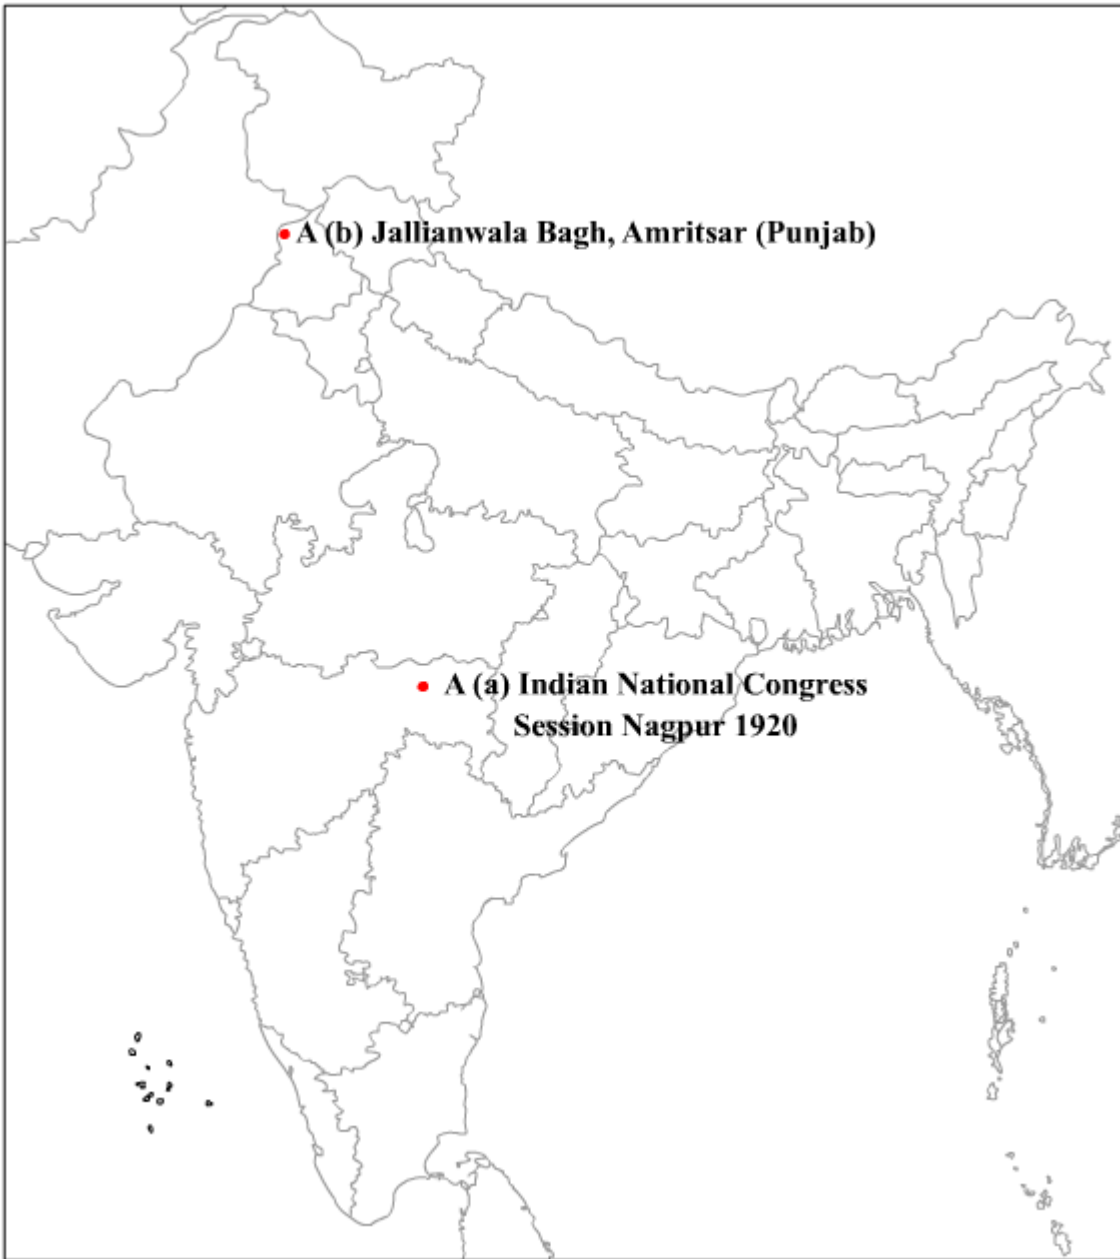 A (b) Jallianwala Bagh, Amritsar (Punjab)
A (a) Indian National Congress
Session Nagpur 1920